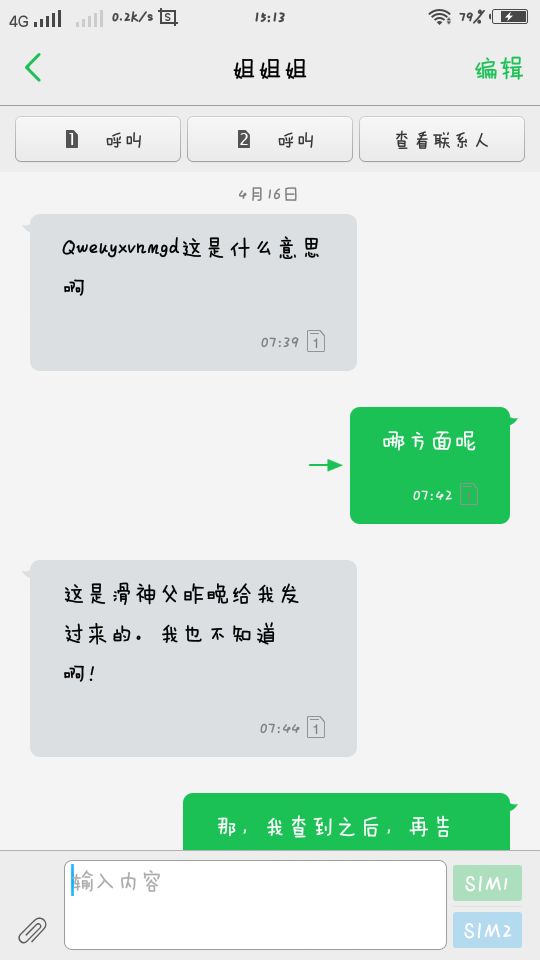 4G 0.2K/s S 15:13 79%
姐姐姐
编辑
1 呼叫
2 呼叫
查看联系人
4月16日
Qweuyxvnmgd这是什么意思
啊
07:39 1
哪方面呢
07:42
这是滑神父昨晚给我发
过来的。我也不知道
啊!
07:44 1
那，我查到之后，再告
输入内容
SIM1
SIM2